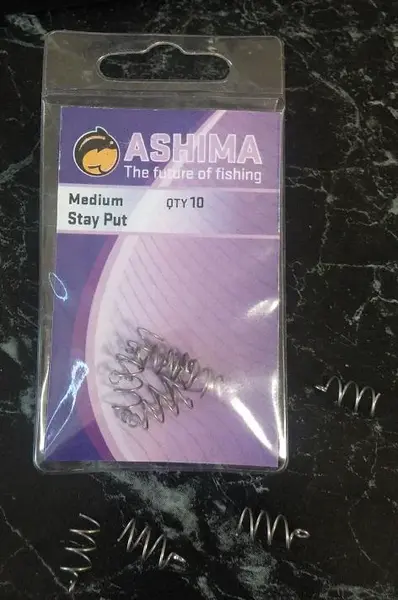 ASHIMA
The future of fishing
Medium QTY 10
Stay Put